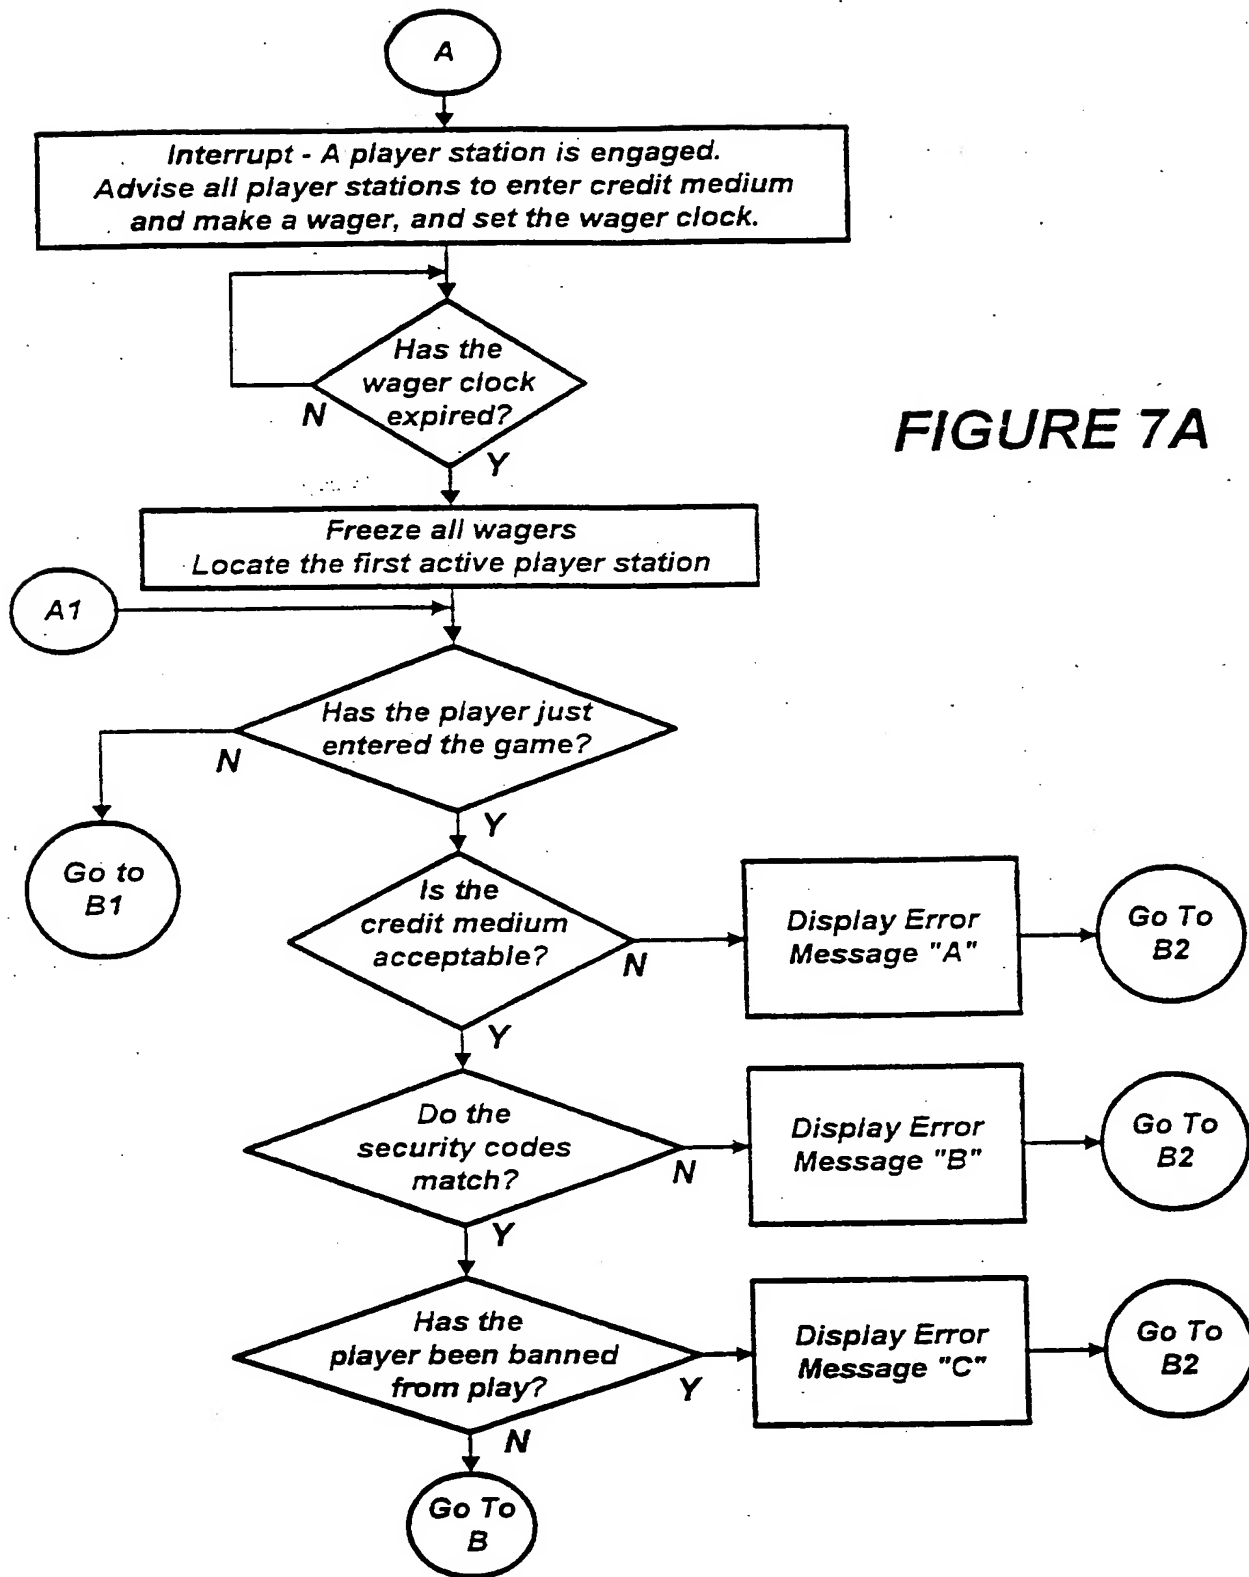 A
Interrupt - A player station is engaged.
Advise all player stations to enter credit medium
and make a wager, and set the wager clock.
Has the
wager clock
expired?
N
Y
FIGURE 7A
Freeze all wagers
Locate the first active player station
A1
Has the player just
entered the game?
N
Y
Go to
B1
Is the
credit medium
acceptable?
N
Y
Display Error
Message "A"
Go To
B2
Do the
security codes
match?
N
Y
Display Error
Message "B"
Go To
B2
Has the
player been banned
from play?
Y
N
Display Error
Message "C"
Go To
B2
Go To
B